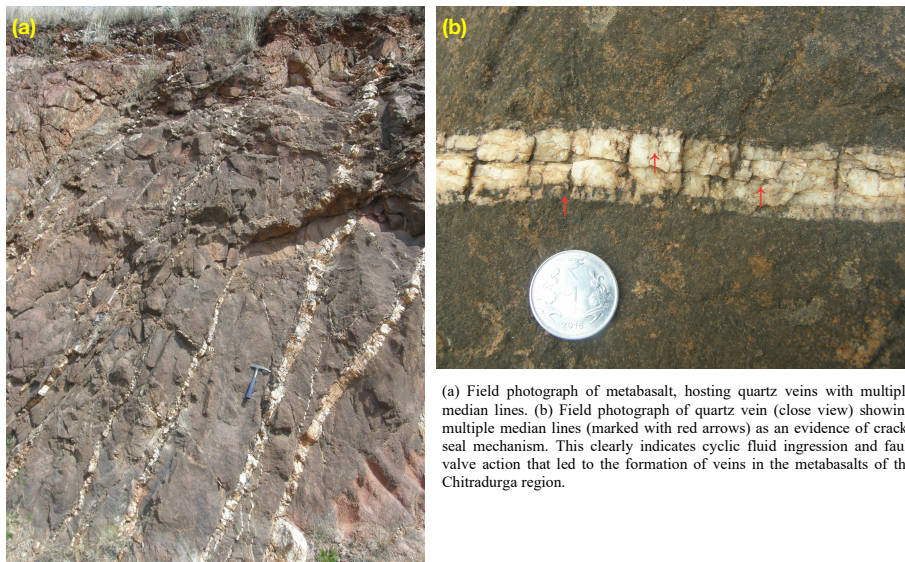 (a)
(b)
1
(a) Field photograph of metabasalt, hosting quartz veins with multipl
median lines. (b) Field photograph of quartz vein (close view) showin
multiple median lines (marked with red arrows) as an evidence of crack
seal mechanism. This clearly indicates cyclic fluid ingression and fau
valve action that led to the formation of veins in the metabasalts of th
Chitradurga region.